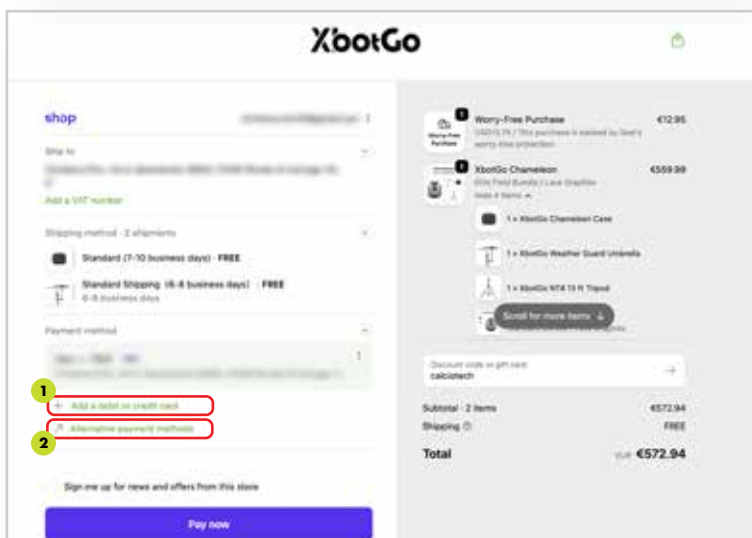 XbotGo
shop
Ship to
Add a VAT number
Shipping method · 2 shipments
Standard (7-10 business days) · FREE
Standard Shipping (6-8 business days) · FREE
6-8 business days
Payment method
1
+ Add a debit or credit card
2
Alternative payment methods
Sign me up for news and offers from this store
Pay now
Worry-Free Purchase €12.95
worry-free protection
XbotGo Chameleon €559.99
1 × XbotGo Chameleon Case
1 × XbotGo Weather Guard Umbrella
1 × XbotGo NT4 13 ft Tripod
Scroll for more items ↓
Discount code or gift card
calciotech
Subtotal · 2 items €572.94
Shipping FREE
Total EUR €572.94